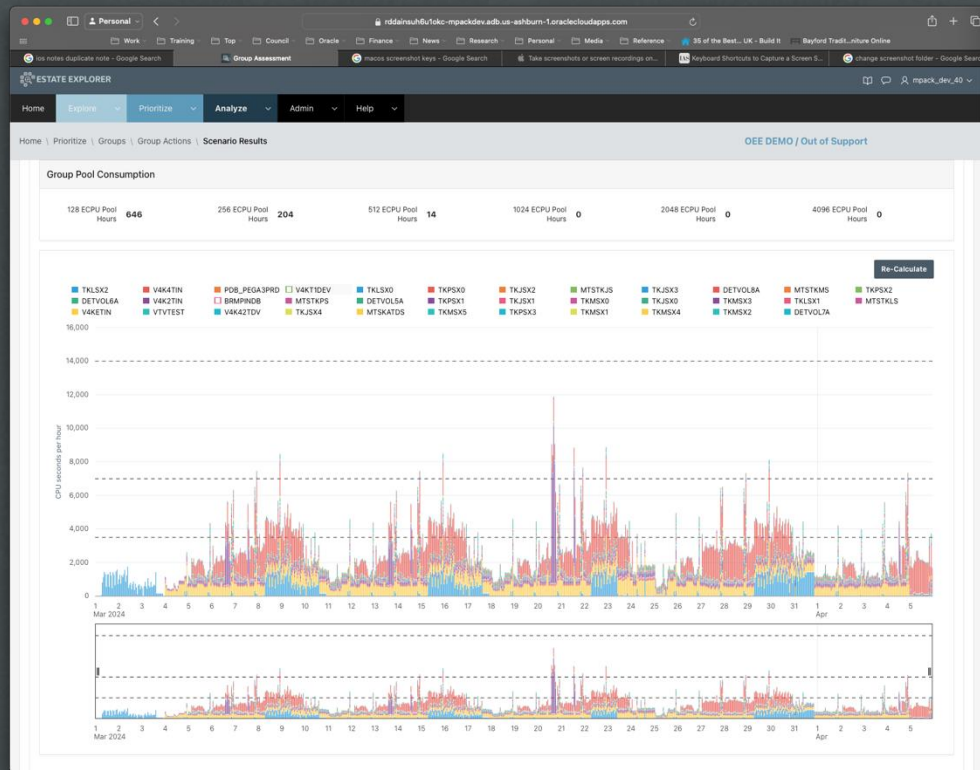 Personal
rddainsuh6u1okc-mpackdev.adb.us-ashburn-1.oraclecloudapps.com
Work Training Top Council Oracle Finance News Research Personal Media Reference 35 of the Best... UK - Build It Bayford Tradit...niture Online
ios notes duplicate note - Google Search Group Assessment macos screenshot keys - Google Search Take screenshots or screen recordings on... Keyboard Shortcuts to Capture a Screen S... change screenshot folder - Google Sear
ESTATE EXPLORER mpack_dev_40
Home Explore Prioritize Analyze Admin Help
Home \ Prioritize \ Groups \ Group Actions \ Scenario Results OEE DEMO / Out of Support
Group Pool Consumption
128 ECPU Pool Hours 646 256 ECPU Pool Hours 204 512 ECPU Pool Hours 14 1024 ECPU Pool Hours 0 2048 ECPU Pool Hours 0 4096 ECPU Pool Hours 0
Re-Calculate
TKLSX2 V4K4TIN PDB_PEGA3PRD V4KT1DEV TKLSX0 TKPSX0 TKJSX2 MTSTKJS TKJSX3 DETVOL8A MTSTKMS TKPSX2
DETVOL6A V4K2TIN BRMPINDB MTSTKPS DETVOL5A TKPSX1 TKJSX1 TKMSX0 TKJSX0 TKMSX3 TKLSX1 MTSTKLS
V4KETIN VTVTEST V4K42TDV TKJSX4 MTSKATDS TKMSX5 TKPSX3 TKMSX1 TKMSX4 TKMSX2 DETVOL7A
16,000
14,000
12,000
10,000
8,000
6,000
4,000
2,000
0
CPU seconds per hour
1 2 3 4 5 6 7 8 9 10 11 12 13 14 15 16 17 18 19 20 21 22 23 24 25 26 27 28 29 30 31 1 2 3 4 5
Mar 2024 Apr
1 2 3 4 5 6 7 8 9 10 11 12 13 14 15 16 17 18 19 20 21 22 23 24 25 26 27 28 29 30 31 1 2 3 4 5
Mar 2024 Apr